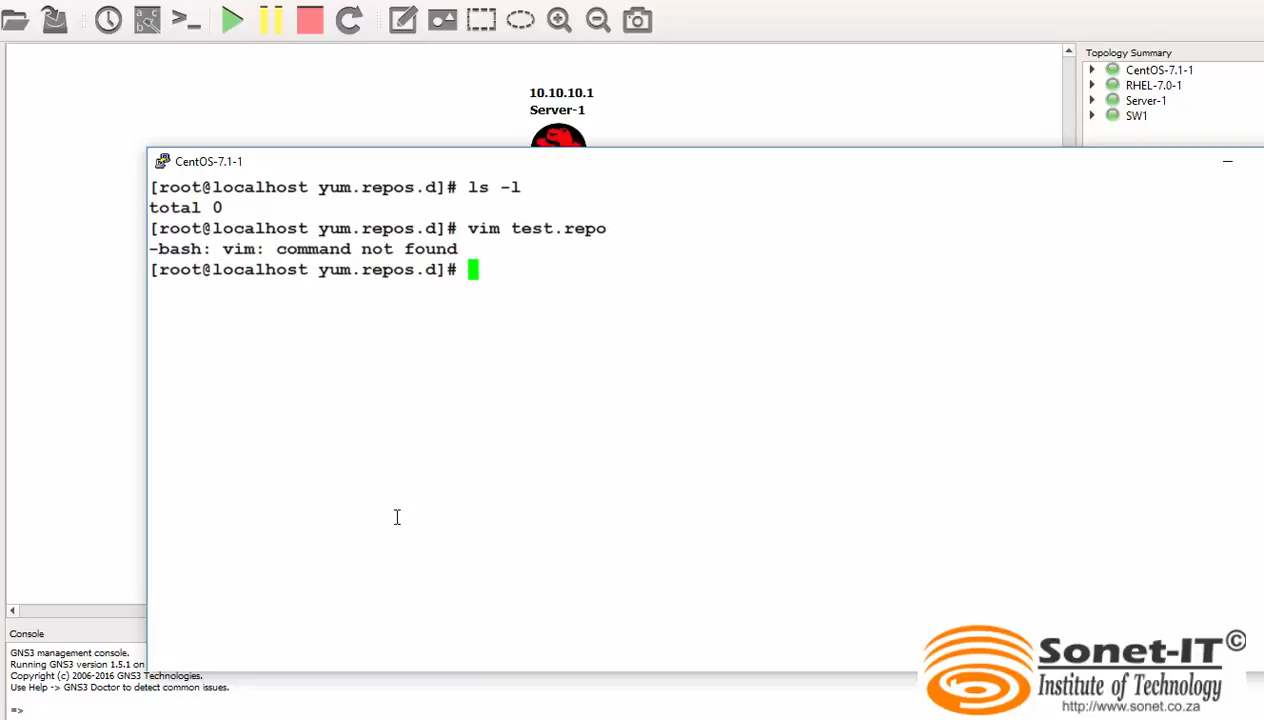 Topology Summary
CentOS-7.1-1
RHEL-7.0-1
Server-1
SW1
10.10.10.1
Server-1
CentOS-7.1-1
[root@localhost yum.repos.d]# ls -l
total 0
[root@localhost yum.repos.d]# vim test.repo
-bash: vim: command not found
[root@localhost yum.repos.d]#
Console
GNS3 management console.
Running GNS3 version 1.5.1 on
Copyright (c) 2006-2016 GNS3 Technologies.
Use Help -> GNS3 Doctor to detect common issues.
=>
Sonet-IT©
Institute of Technology
http://www.sonet.co.za